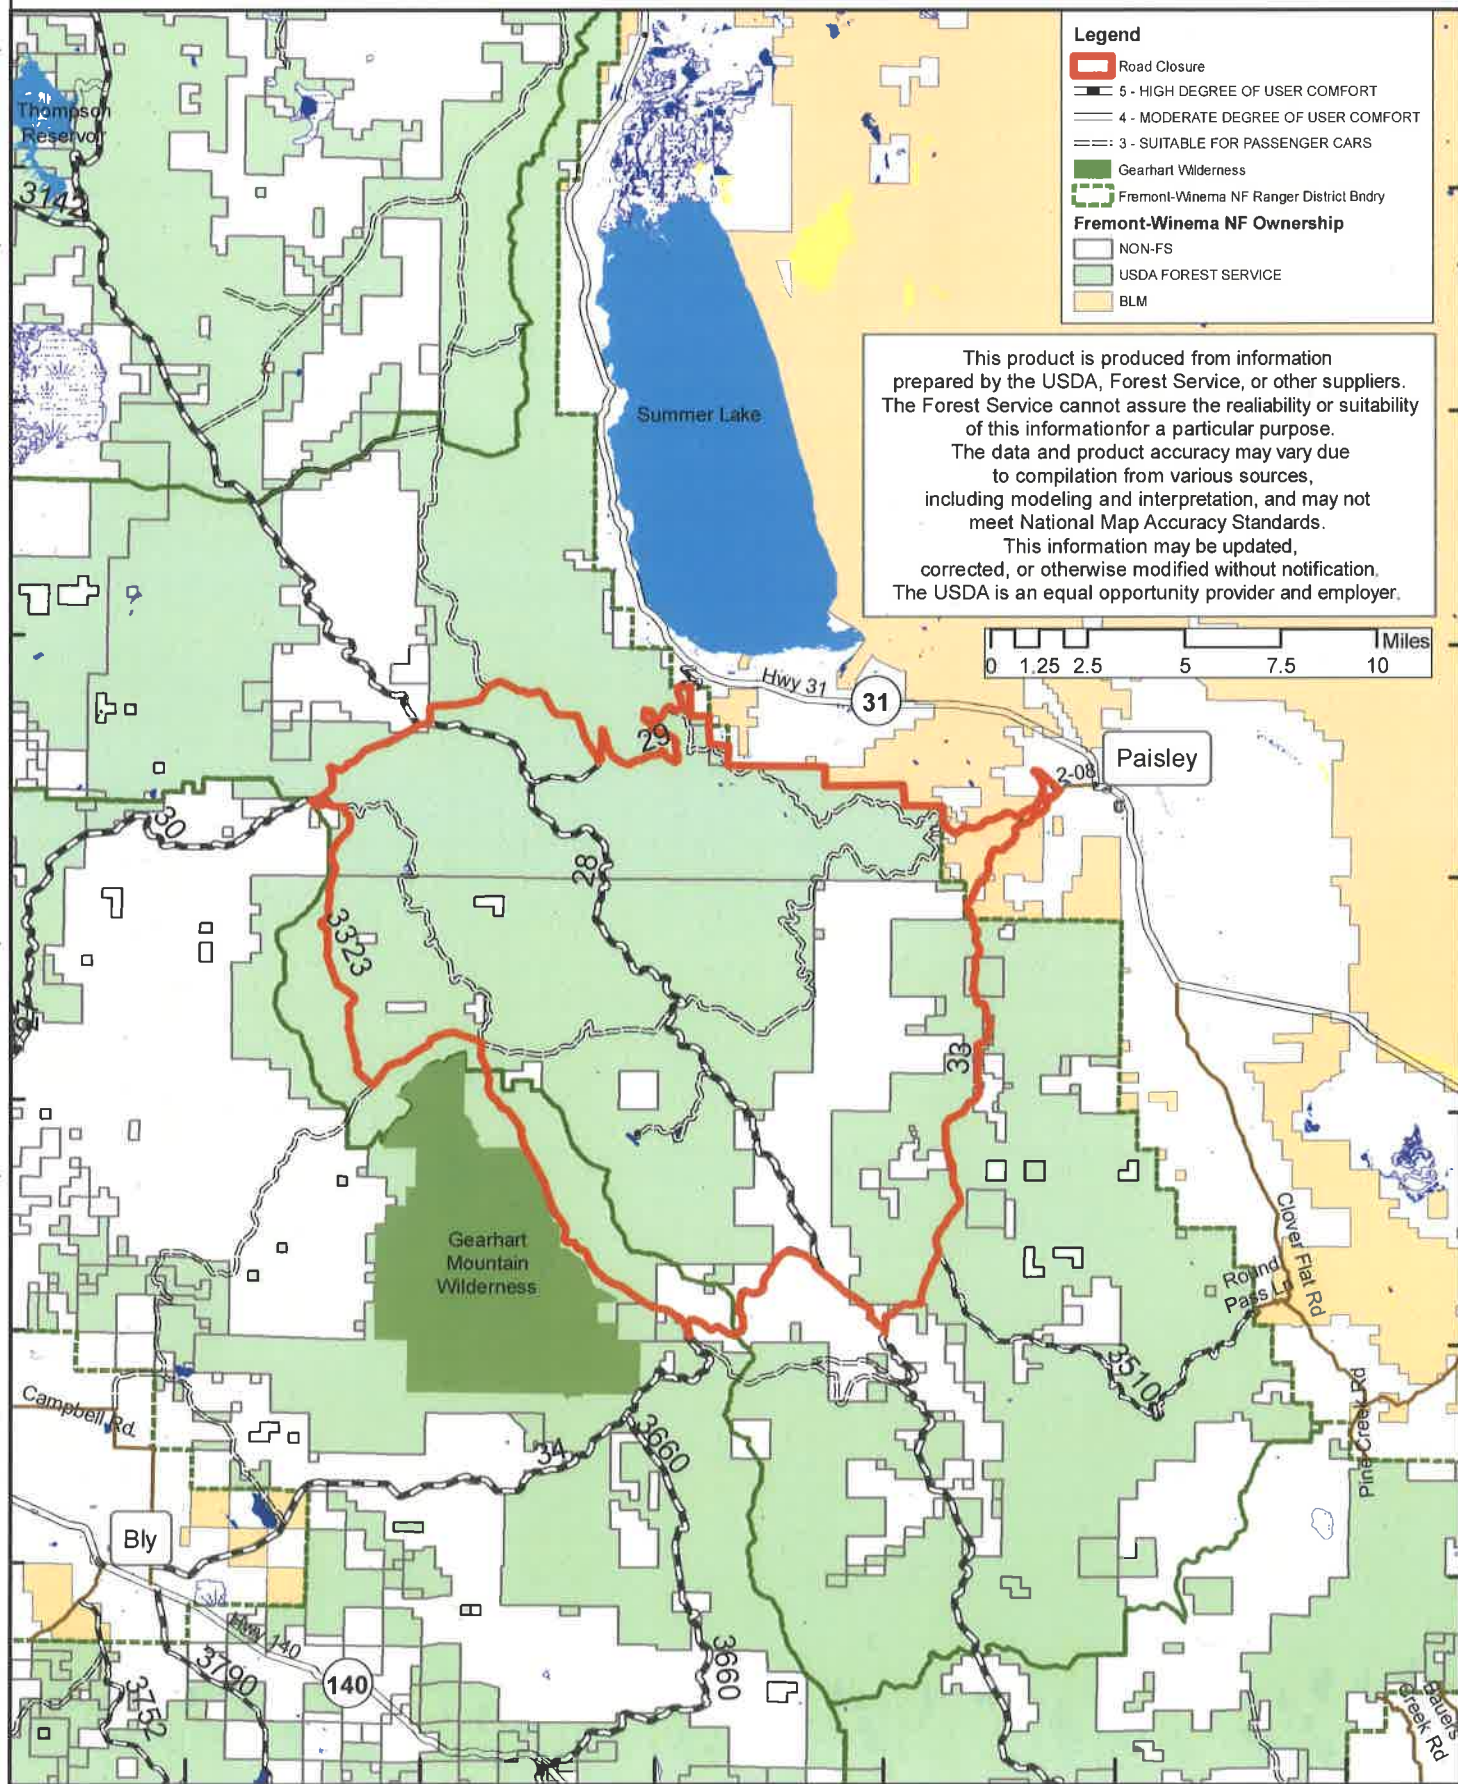 Legend
Road Closure
5 - HIGH DEGREE OF USER COMFORT
4 - MODERATE DEGREE OF USER COMFORT
3 - SUITABLE FOR PASSENGER CARS
Gearhart Wilderness
Fremont-Winema NF Ranger District Bndry
Fremont-Winema NF Ownership
NON-FS
USDA FOREST SERVICE
BLM
This product is produced from information
prepared by the USDA, Forest Service, or other suppliers.
The Forest Service cannot assure the realiability or suitability
of this informationfor a particular purpose.
The data and product accuracy may vary due
to compilation from various sources,
including modeling and interpretation, and may not
meet National Map Accuracy Standards.
This information may be updated,
corrected, or otherwise modified without notification.
The USDA is an equal opportunity provider and employer.
Miles
0 1.25 2.5 5 7.5 10
Thompson
Reservoir
3142
Summer Lake
Hwy 31
31
29
Paisley
2-08
30
28
3323
33
Gearhart
Mountain
Wilderness
Clover Flat Rd
Round
Pass Ln
3510
Pine Creek Rd
Campbell Rd.
34
3660
Bly
Hwy 140
3790
140
3660
3752
Bauers
Creek Rd